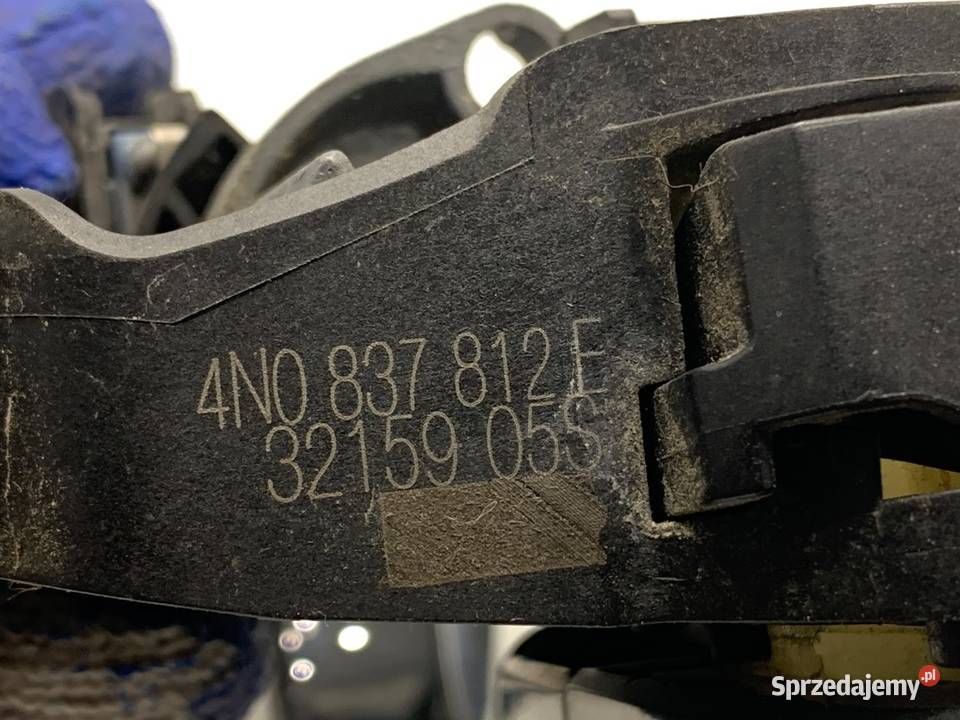 4N0 837 812 E
32159 05S
Sprzedajemy.pl